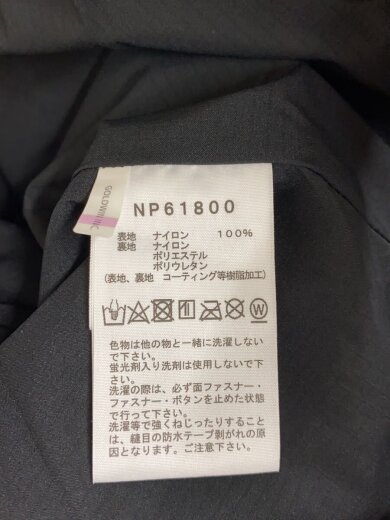 GOLDWIN INC.
NP61800
表地 ナイロン 100%
裏地 ナイロン
ポリエステル
ポリウレタン
(表地、裏地 コーティング等樹脂加工)
色物は他の物と一緒に洗濯しない
で下さい。
蛍光剤入り洗剤は使用しないで下
さい。
洗濯の際は、必ず面ファスナー・
ファスナー・ボタンを止めた状態
で行って下さい。
洗濯等で強くねじったりすること
は、縫目の防水テープ剥がれの原
因となります。ご注意下さい。